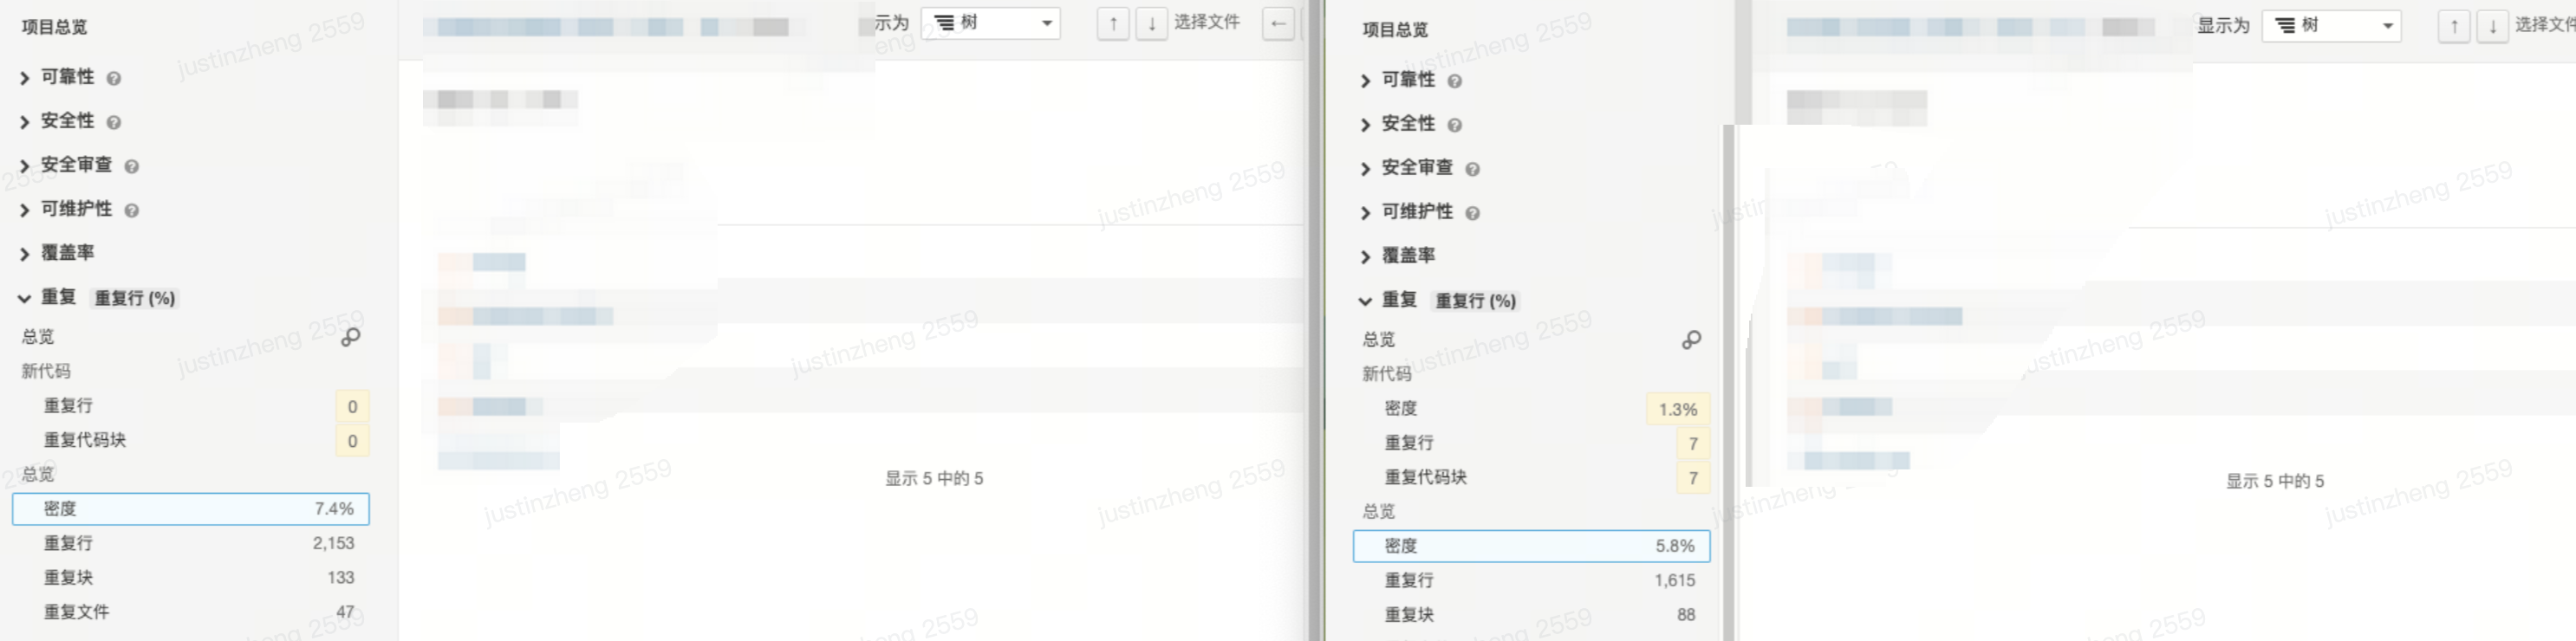 项目总览
示为 树 ↑ ↓ 选择文件 ←
可靠性 ?
安全性 ?
安全审查 ?
可维护性 ?
覆盖率
重复 重复行 (%)
总览
新代码
重复行 0
重复代码块 0
总览
密度 7.4%
重复行 2,153
重复块 133
重复文件 47
显示 5 中的 5
项目总览
显示为 树 ↑ ↓ 选择文件
可靠性 ?
安全性 ?
安全审查 ?
可维护性 ?
覆盖率
重复 重复行 (%)
总览
新代码
密度 1.3%
重复行 7
重复代码块 7
总览
密度 5.8%
重复行 1,615
重复块 88
显示 5 中的 5
justinzheng 2559